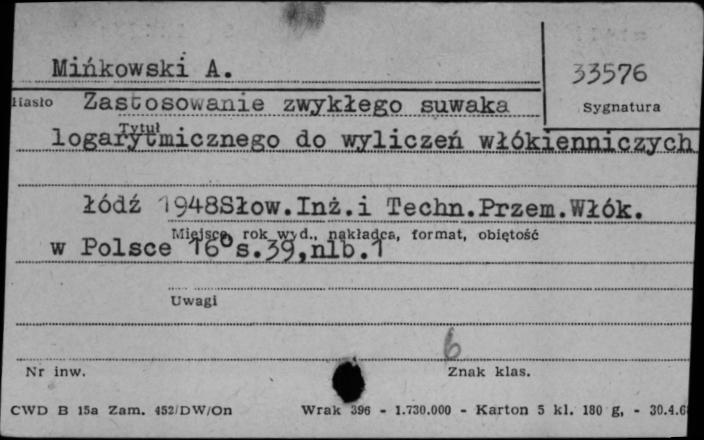 Mińkowski A.
33576
Hasło Zastosowanie zwykłego suwaka
Sygnatura
Tytuł
logarytmicznego do wyliczeń włókienniczych
łódź 1948Słow.Inż.i Techn.Przem.Włók.
Miejsce, rok wyd., nakładca, format, objętość
w Polsce 16° s.39,nlb.1
Uwagi
6
Nr inw.
Znak klas.
CWD B 15a Zam. 452/DW/On Wrak 396 - 1.730.000 - Karton 5 kl. 180 g, - 30.4.6